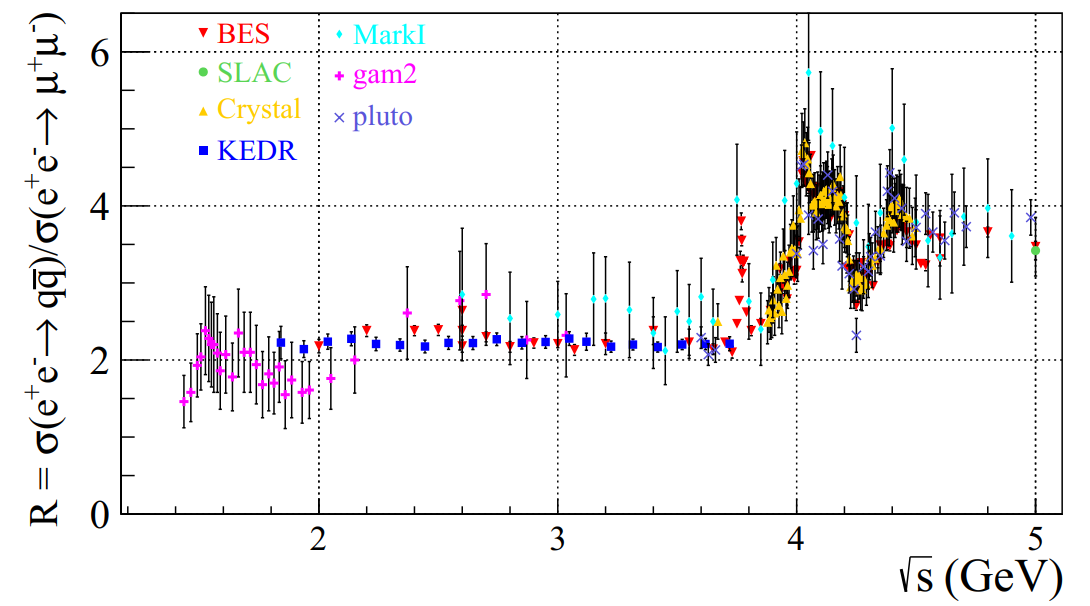 R = σ(e⁺e⁻→ qq̅)/σ(e⁺e⁻→ μ⁺μ⁻)
BES
MarkI
SLAC
gam2
Crystal
pluto
KEDR
6
4
2
0
2
3
4
5
√s (GeV)